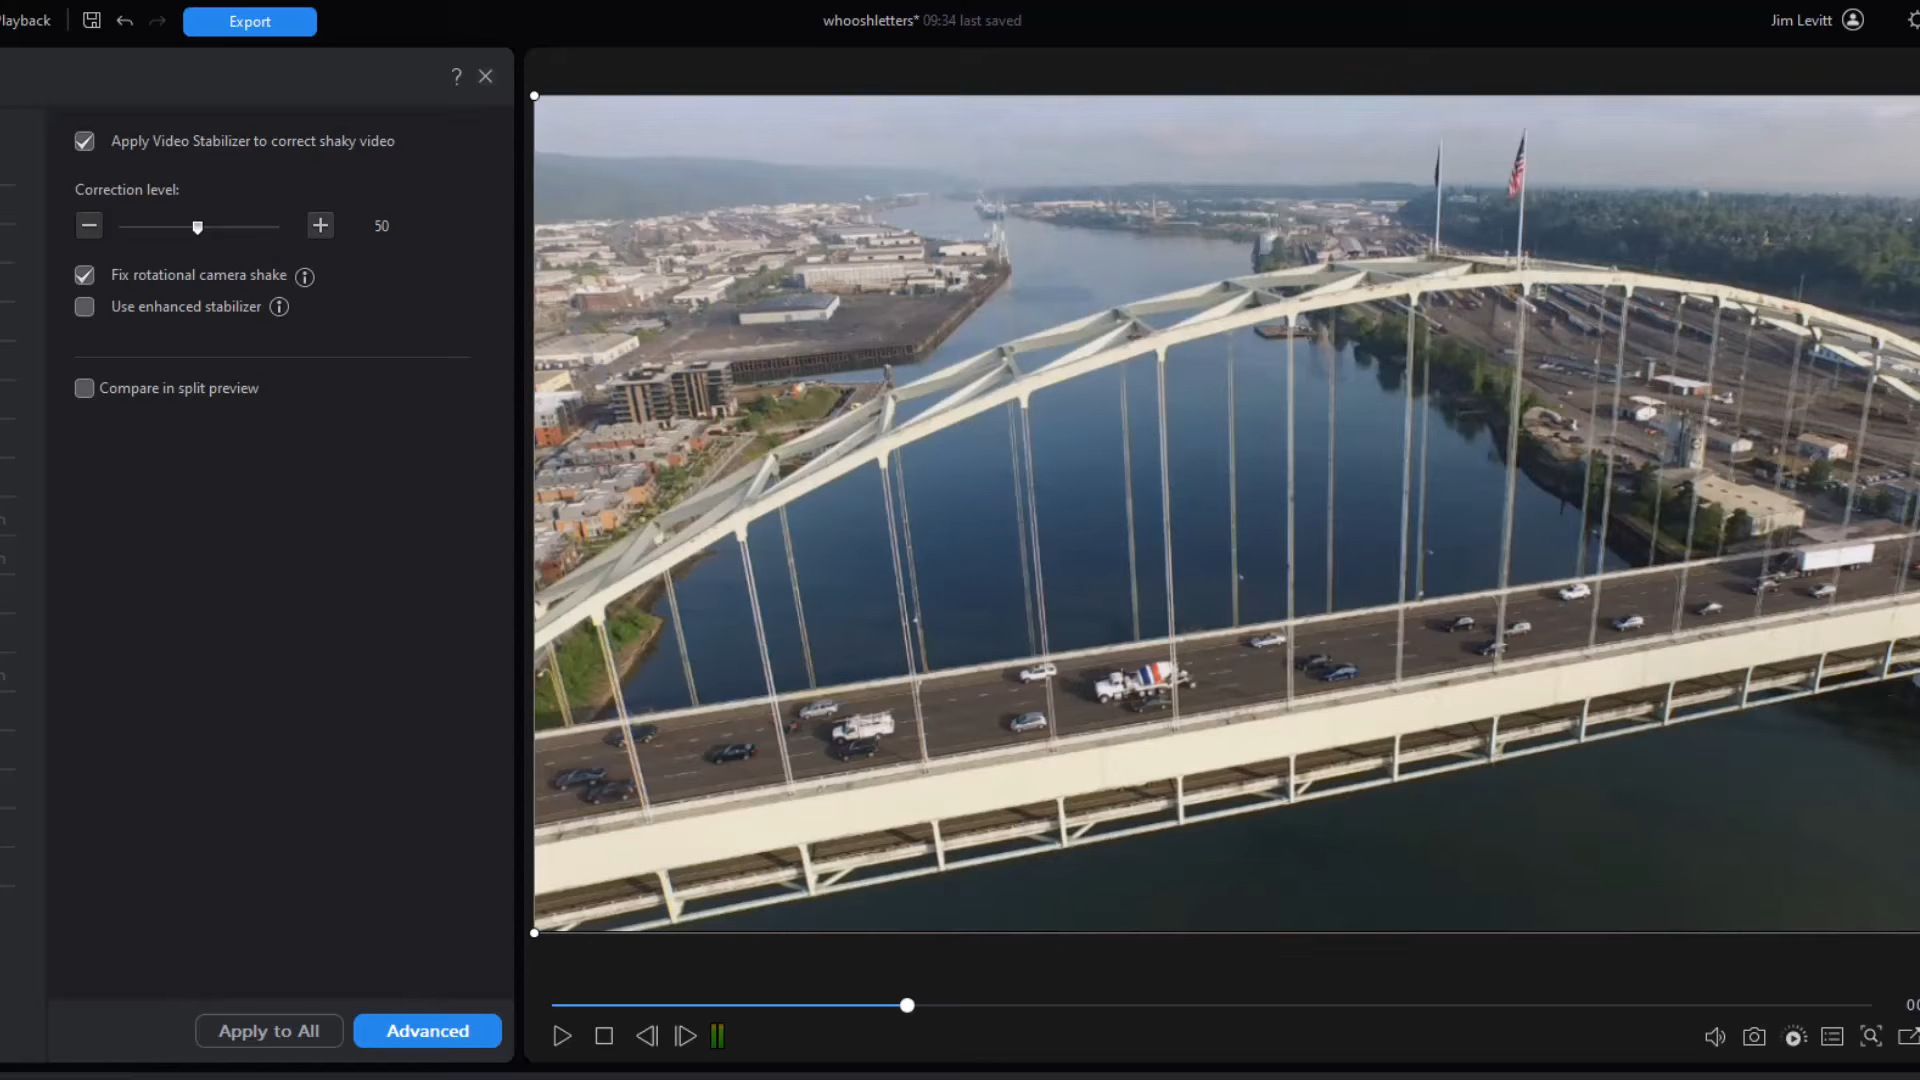 layback
Export
whooshletters* 09:34 last saved
Jim Levitt
?
Apply Video Stabilizer to correct shaky video
Correction level:
50
Fix rotational camera shake
Use enhanced stabilizer
Compare in split preview
Apply to All
Advanced
00